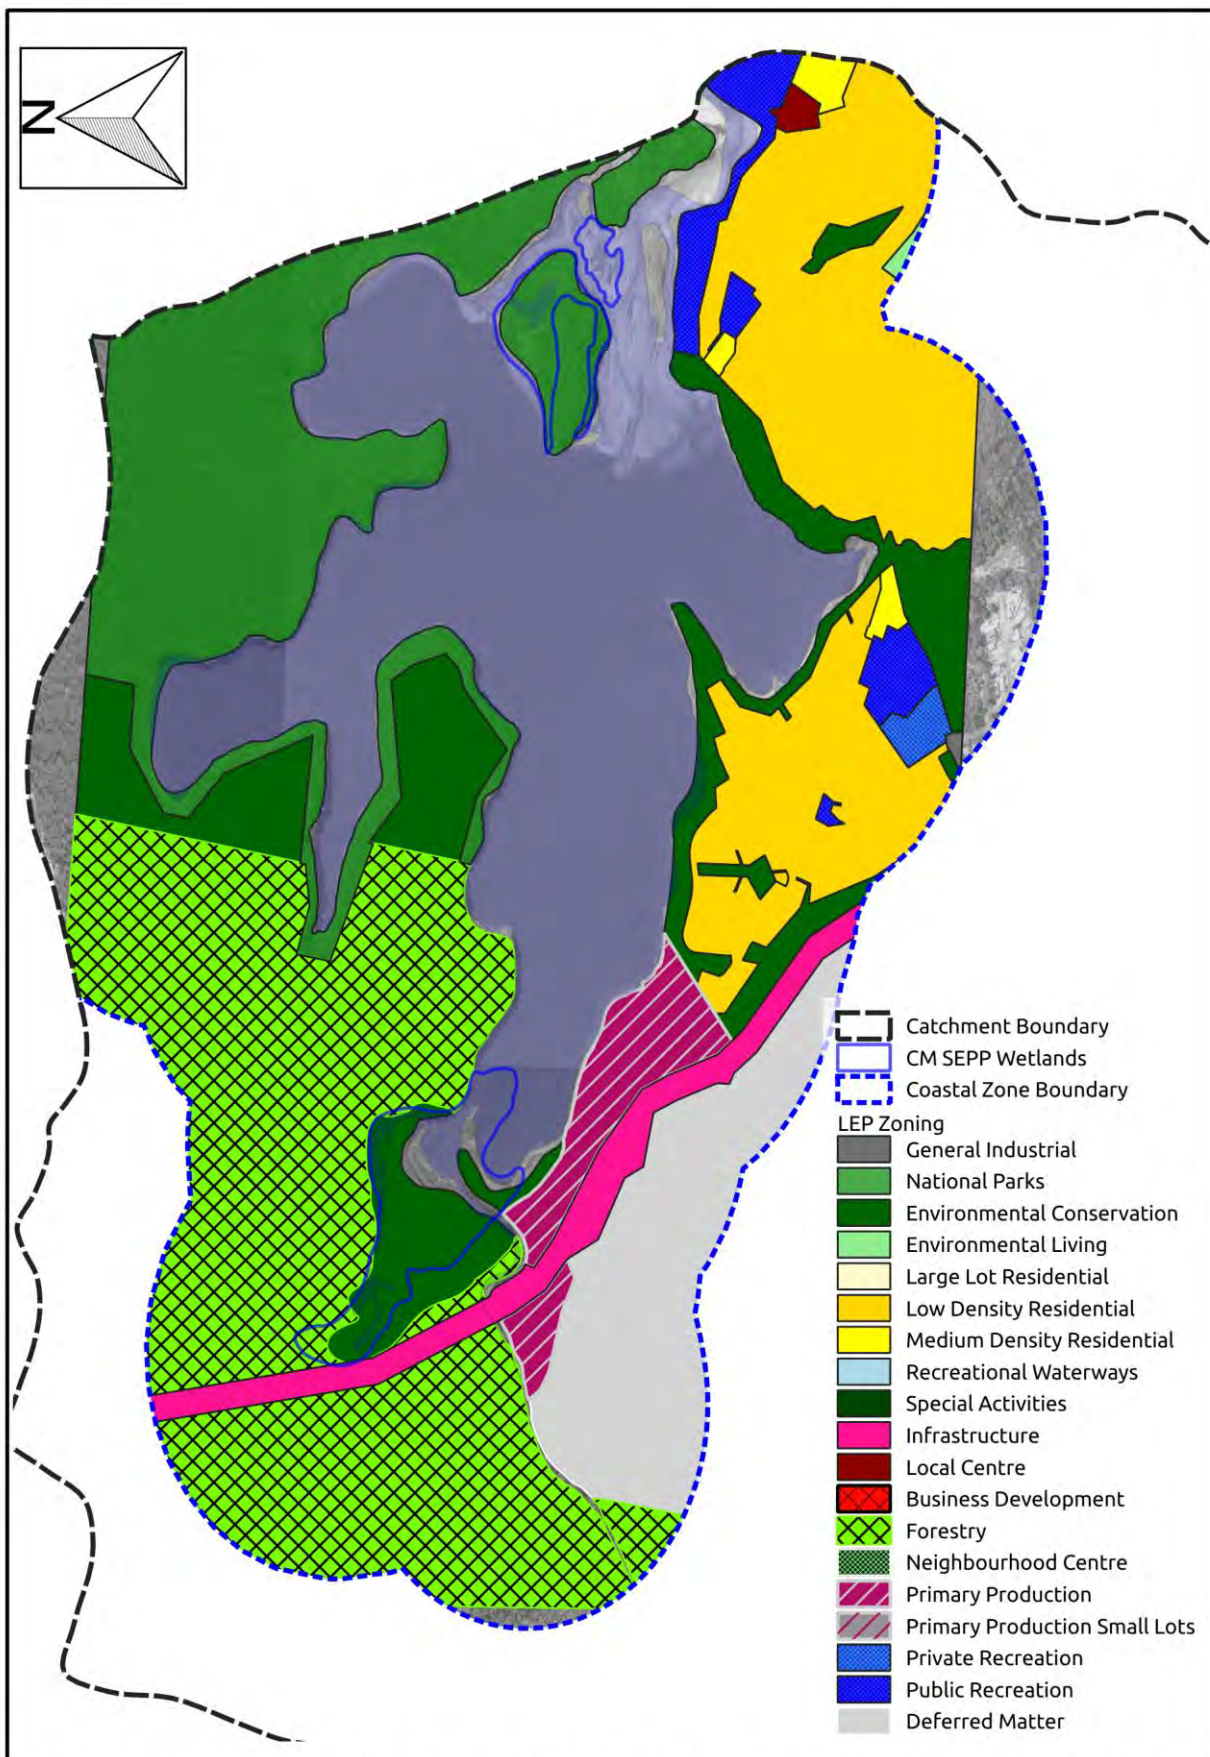 N
Catchment Boundary
CM SEPP Wetlands
Coastal Zone Boundary
LEP Zoning
General Industrial
National Parks
Environmental Conservation
Environmental Living
Large Lot Residential
Low Density Residential
Medium Density Residential
Recreational Waterways
Special Activities
Infrastructure
Local Centre
Business Development
Forestry
Neighbourhood Centre
Primary Production
Primary Production Small Lots
Private Recreation
Public Recreation
Deferred Matter